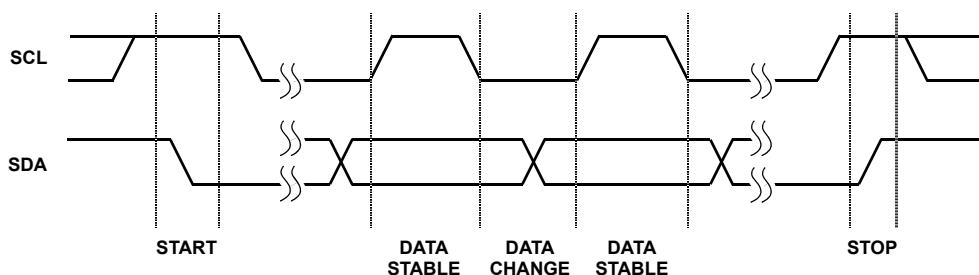 SCL
SDA
START
DATA
STABLE
DATA
CHANGE
DATA
STABLE
STOP